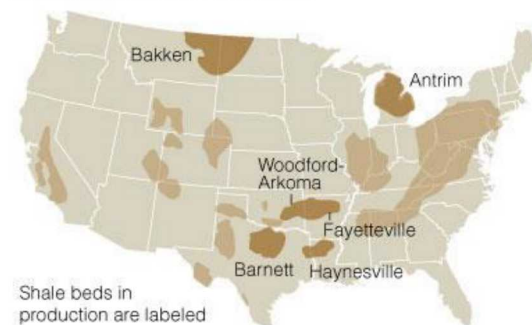 Bakken
Antrim
Woodford-
Arkoma
Fayetteville
Barnett
Haynesville
Shale beds in
production are labeled